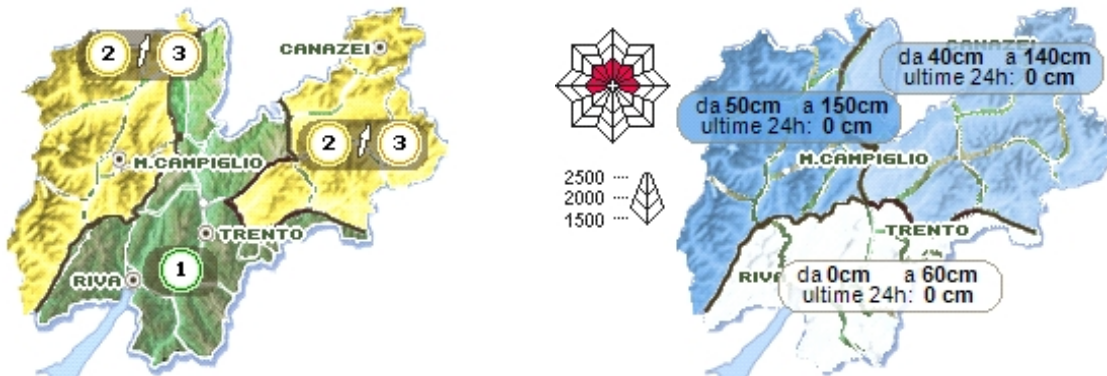 2 3
CANAZEI
2 3
M.CAMPIGLIO
TRENTO
RIVA
1
2500
2000
1500
CANAZEI
da 40cm a 140cm
ultime 24h: 0 cm
da 50cm a 150cm
ultime 24h: 0 cm
M.CAMPIGLIO
TRENTO
RIVA
da 0cm a 60cm
ultime 24h: 0 cm